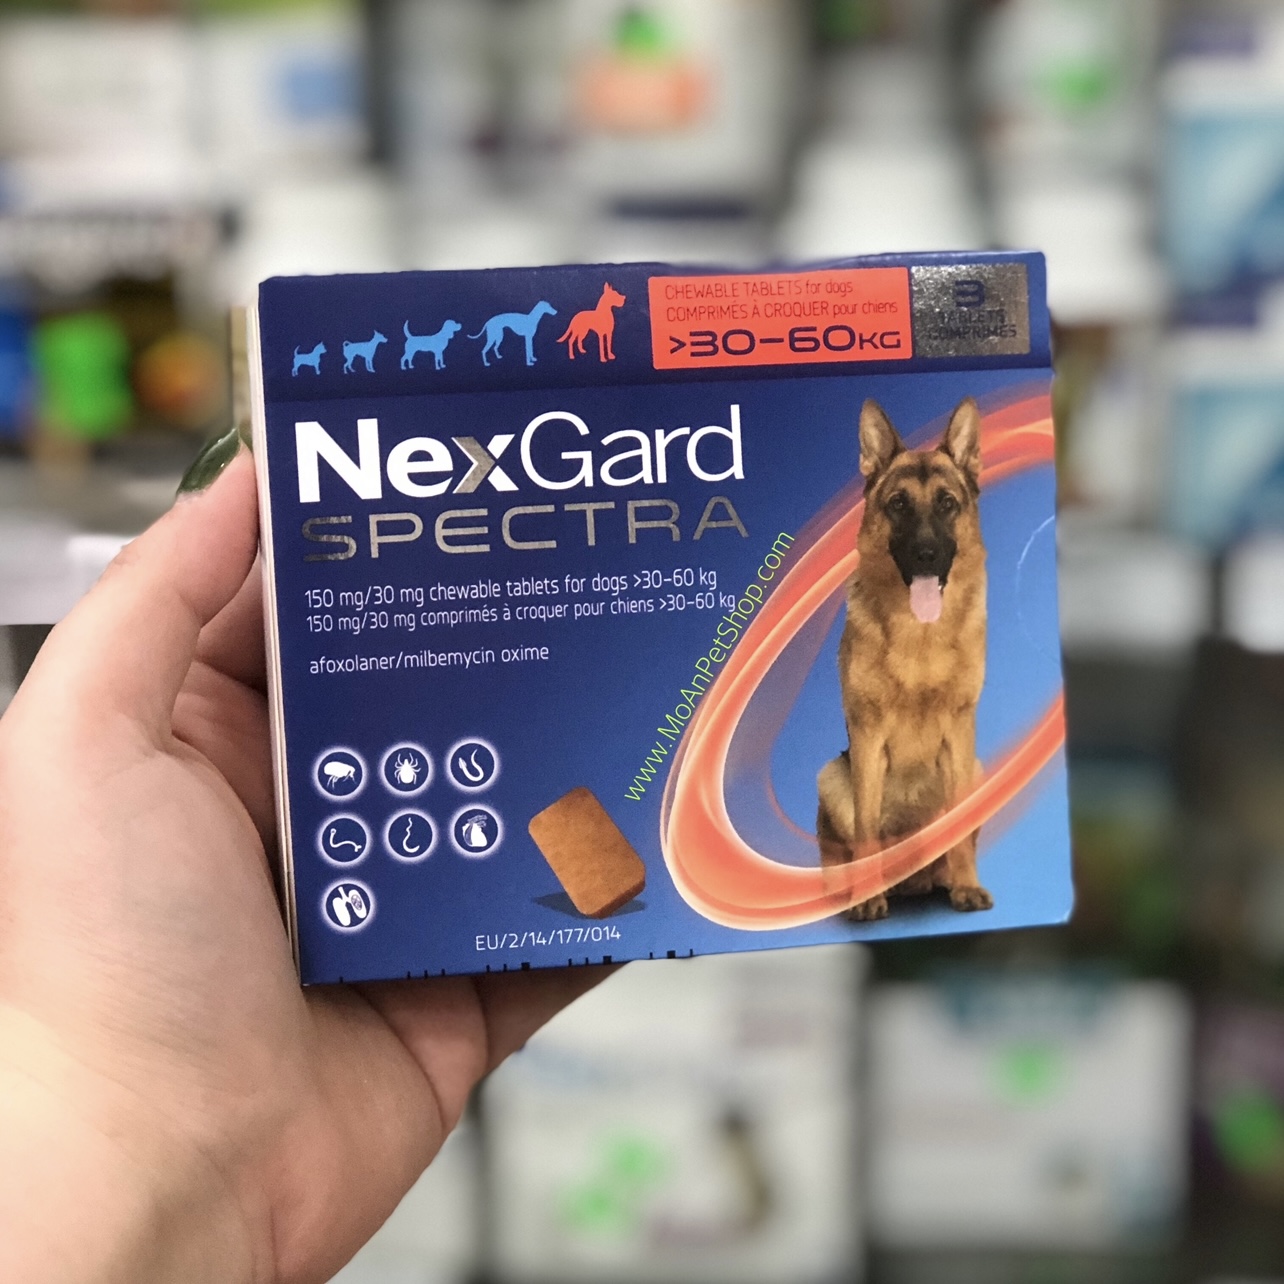 CHEWABLE TABLETS for dogs
COMPRIMÉS À CROQUER pour chiens
>30-60KG
3
TABLETS
COMPRIMÉS
NexGard
SPECTRA
150 mg/30 mg chewable tablets for dogs >30-60 kg
150 mg/30 mg comprimés à croquer pour chiens >30-60 kg
afoxolaner/milbemycin oxime
www.MoAnPetShop.com
EU/2/14/177/014